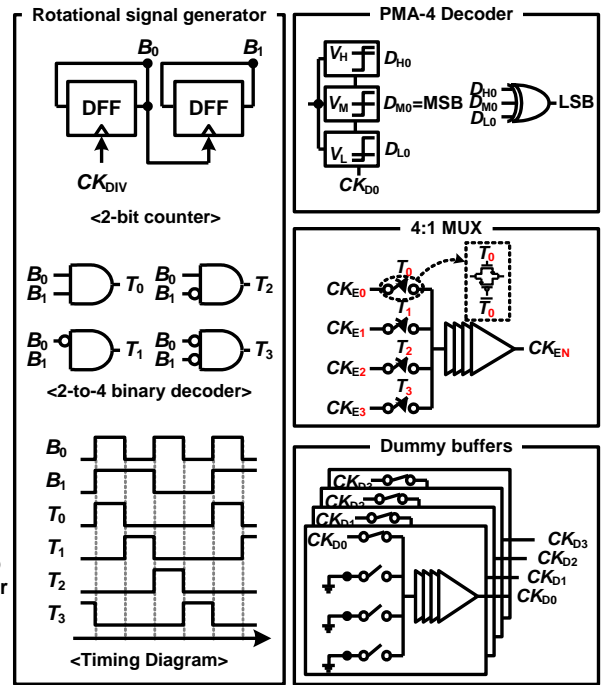 Rotational signal generator
B0 B1
DFF DFF
CKDIV
<2-bit counter>
B0 B1 T0
B0 B1 T2
B0 B1 T1
B0 B1 T3
<2-to-4 binary decoder>
B0
B1
T0
T1
T2
T3
<Timing Diagram>
r
PMA-4 Decoder
VH DH0
VM DM0=MSB
VL DL0
CKD0
DH0
DM0
DL0
LSB
4:1 MUX
CKE0 T0
CKE1 T1
CKE2 T2
CKE3 T3
T0
T0
CKEN
Dummy buffers
CKD3
CKD2
CKD1
CKD0
CKD3
CKD2
CKD1
CKD0